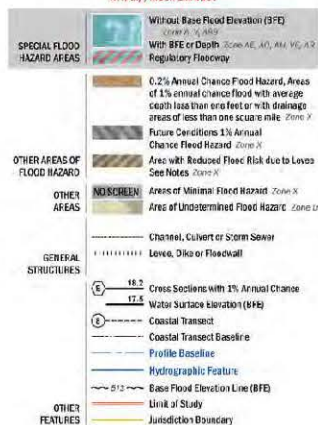 Without Base Flood Elevation (BFE)
Zone A, V, A99
SPECIAL FLOOD HAZARD AREAS
With BFE or Depth Zone AE, AO, AH, VE, AR
Regulatory Floodway
0.2% Annual Chance Flood Hazard, Areas
of 1% annual chance flood with average
depth less than one foot or with drainage
areas of less than one square mile Zone X
Future Conditions 1% Annual
Chance Flood Hazard Zone X
OTHER AREAS OF FLOOD HAZARD
Area with Reduced Flood Risk due to Levee
See Notes Zone X
OTHER AREAS
NO SCREEN Areas of Minimal Flood Hazard Zone X
Area of Undetermined Flood Hazard Zone D
GENERAL STRUCTURES
Channel, Culvert or Storm Sewer
Levee, Dike or Floodwall
E 18.2 Cross Sections with 1% Annual Chance
17.5 Water Surface Elevation (BFE)
8 Coastal Transect
Coastal Transect Baseline
Profile Baseline
Hydrographic Feature
513 Base Flood Elevation Line (BFE)
OTHER FEATURES
Limit of Study
Jurisdiction Boundary